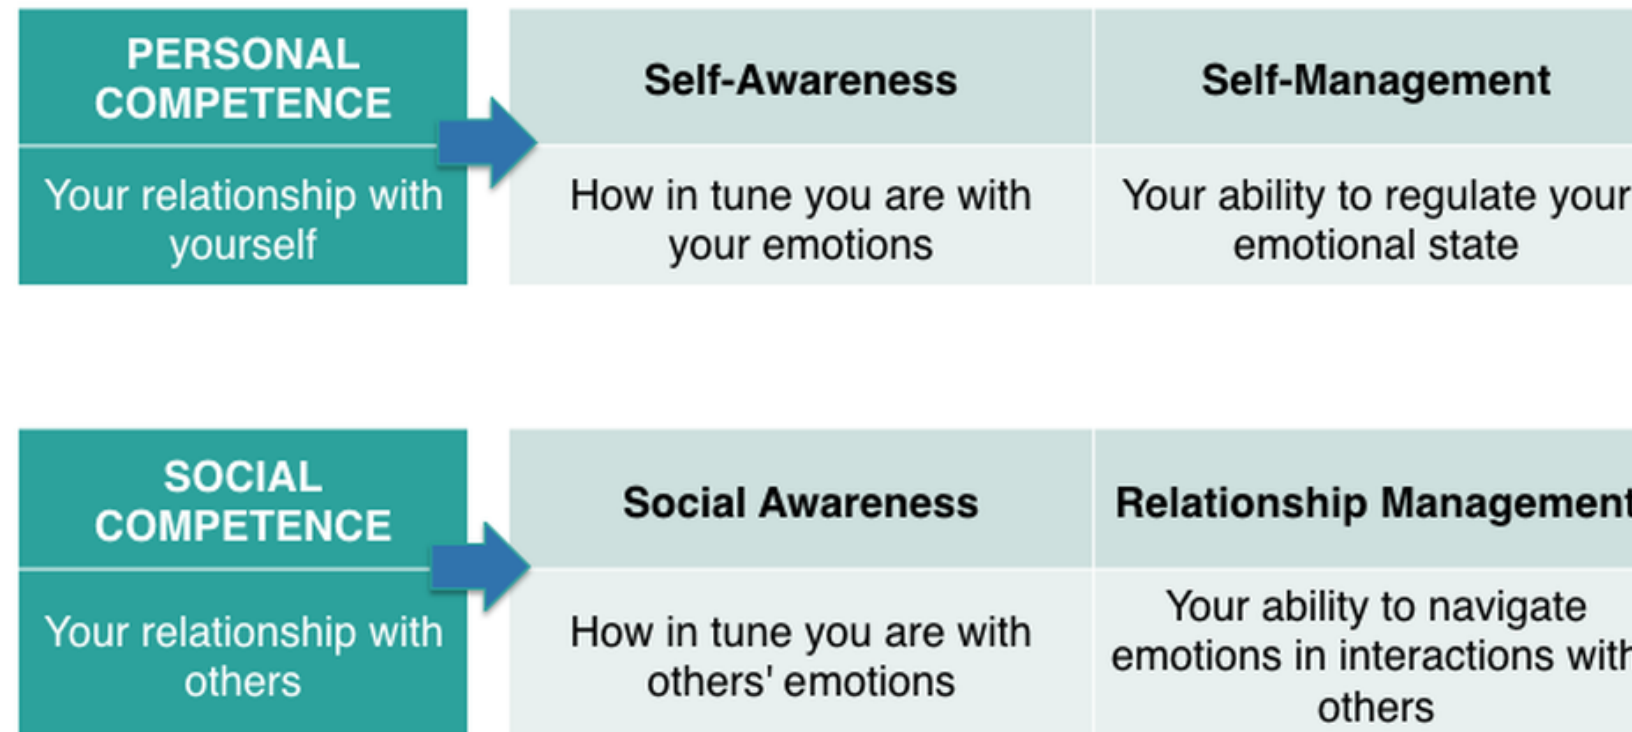 PERSONAL
COMPETENCE
Your relationship with
yourself
Self-Awareness
How in tune you are with
your emotions
Self-Management
Your ability to regulate your
emotional state
SOCIAL
COMPETENCE
Your relationship with
others
Social Awareness
How in tune you are with
others' emotions
Relationship Management
Your ability to navigate
emotions in interactions with
others